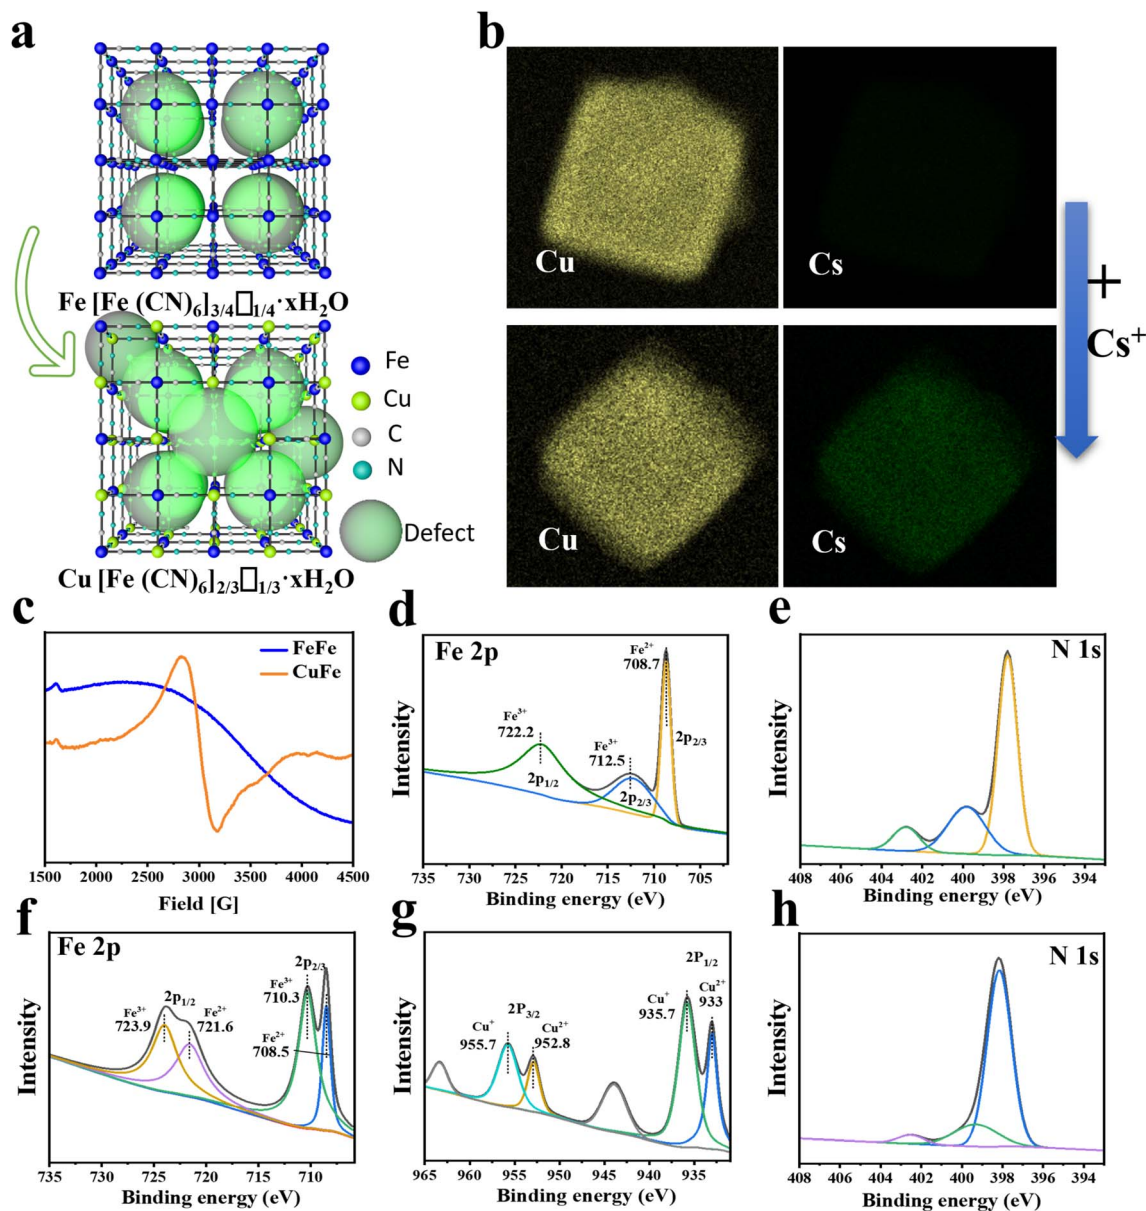 a
Fe [Fe (CN)₆]₃/₄□₁/₄·xH₂O
Fe
Cu
C
N
Defect
Cu [Fe (CN)₆]₂/₃□₁/₃·xH₂O
b
Cu
Cs
Cu
Cs
+
Cs⁺
c
FeFe
CuFe
1500 2000 2500 3000 3500 4000 4500
Field [G]
d
Fe 2p
Fe²⁺
708.7
Fe³⁺
722.2
Fe³⁺
712.5
2p₂/₃
2p₁/₂
2p₂/₃
Intensity
735 730 725 720 715 710 705
Binding energy (eV)
e
N 1s
Intensity
408 406 404 402 400 398 396 394
Binding energy (eV)
f
Fe 2p
2p₂/₃
Fe³⁺
710.3
2p₁/₂
Fe³⁺
723.9
Fe²⁺
721.6
Fe²⁺
708.5
Intensity
735 730 725 720 715 710
Binding energy (eV)
g
2P₁/₂
Cu²⁺
933
Cu⁺
935.7
2P₃/₂
Cu⁺
955.7
Cu²⁺
952.8
Intensity
965 960 955 950 945 940 935
Binding energy (eV)
h
N 1s
Intensity
408 406 404 402 400 398 396 394
Binding energy (eV)